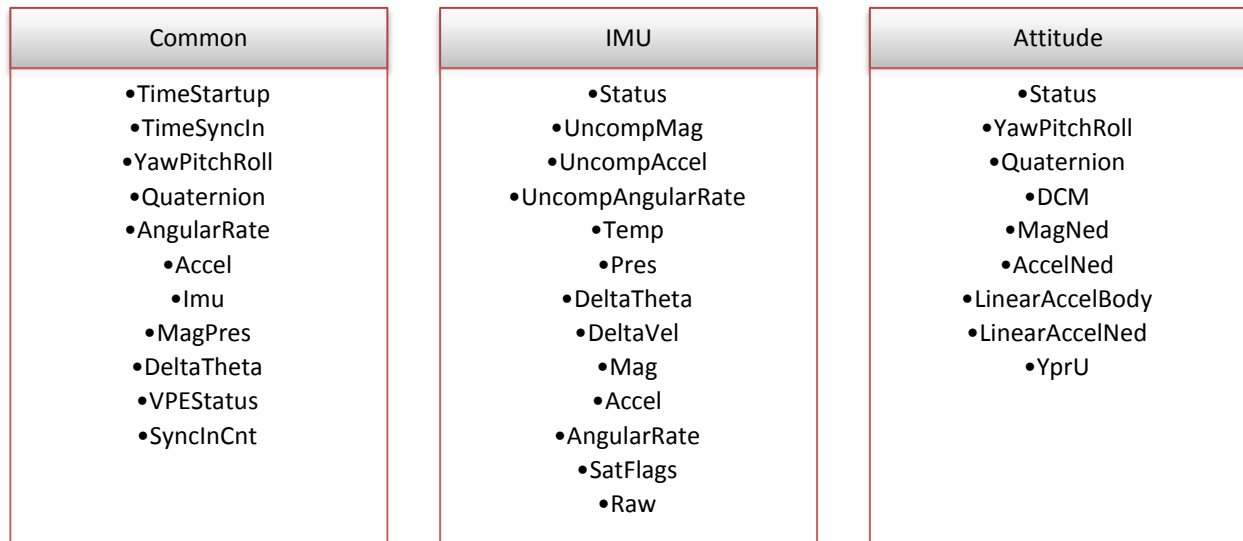 Common
•TimeStartup
•TimeSyncIn
•YawPitchRoll
•Quaternion
•AngularRate
•Accel
•Imu
•MagPres
•DeltaTheta
•VPEStatus
•SyncInCnt
IMU
•Status
•UncompMag
•UncompAccel
•UncompAngularRate
•Temp
•Pres
•DeltaTheta
•DeltaVel
•Mag
•Accel
•AngularRate
•SatFlags
•Raw
Attitude
•Status
•YawPitchRoll
•Quaternion
•DCM
•MagNed
•AccelNed
•LinearAccelBody
•LinearAccelNed
•YprU